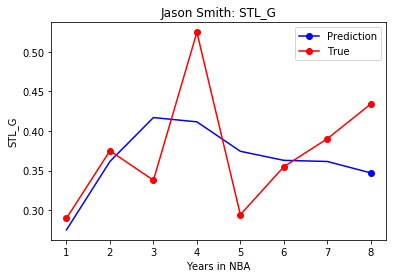 Jason Smith: STL_G
Prediction
True
STL_G
0.50
0.45
0.40
0.35
0.30
1 2 3 4 5 6 7 8
Years in NBA